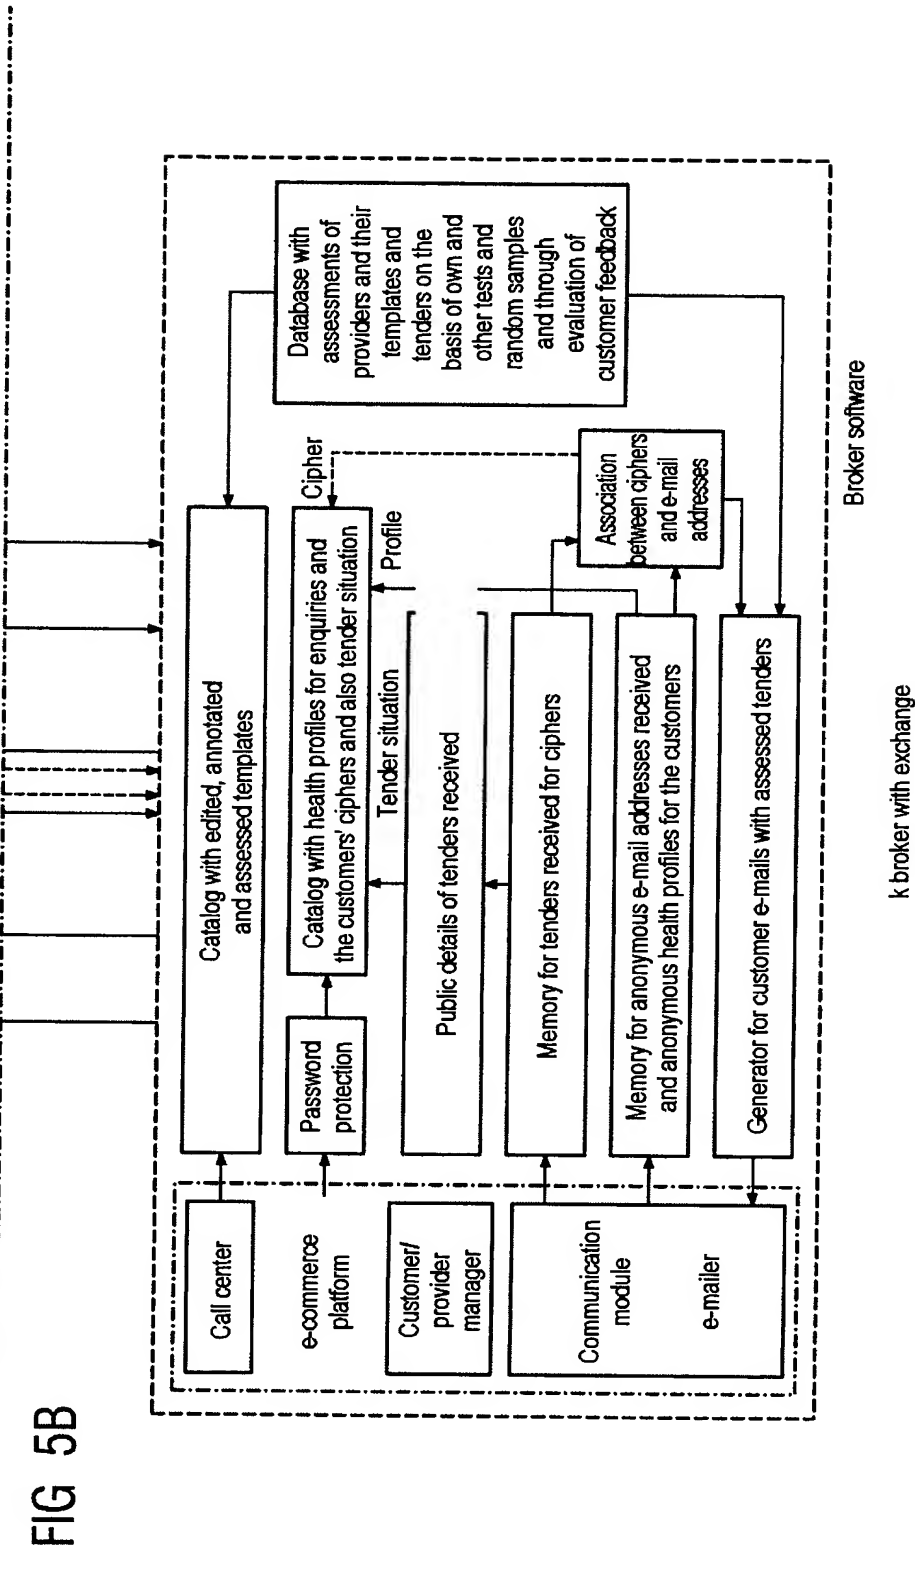 FIG 5B
Call center
e-commerce
platform
Customer/
provider
manager
Communication
module
e-mailer
Catalog with edited, annotated
and assessed templates
Password
protection
Catalog with health profiles for enquiries and
the customers' ciphers and also tender situation
Cipher
Tender situation
Profile
Public details of tenders received
Memory for tenders received for ciphers
Memory for anonymous e-mail addresses received
and anonymous health profiles for the customers
Generator for customer e-mails with assessed tenders
Association
between ciphers
and e-mail
addresses
Database with
assessments of
providers and their
templates and
tenders on the
basis of own and
other tests and
random samples
and through
evaluation of
customer feedback
Broker software
k broker with exchange